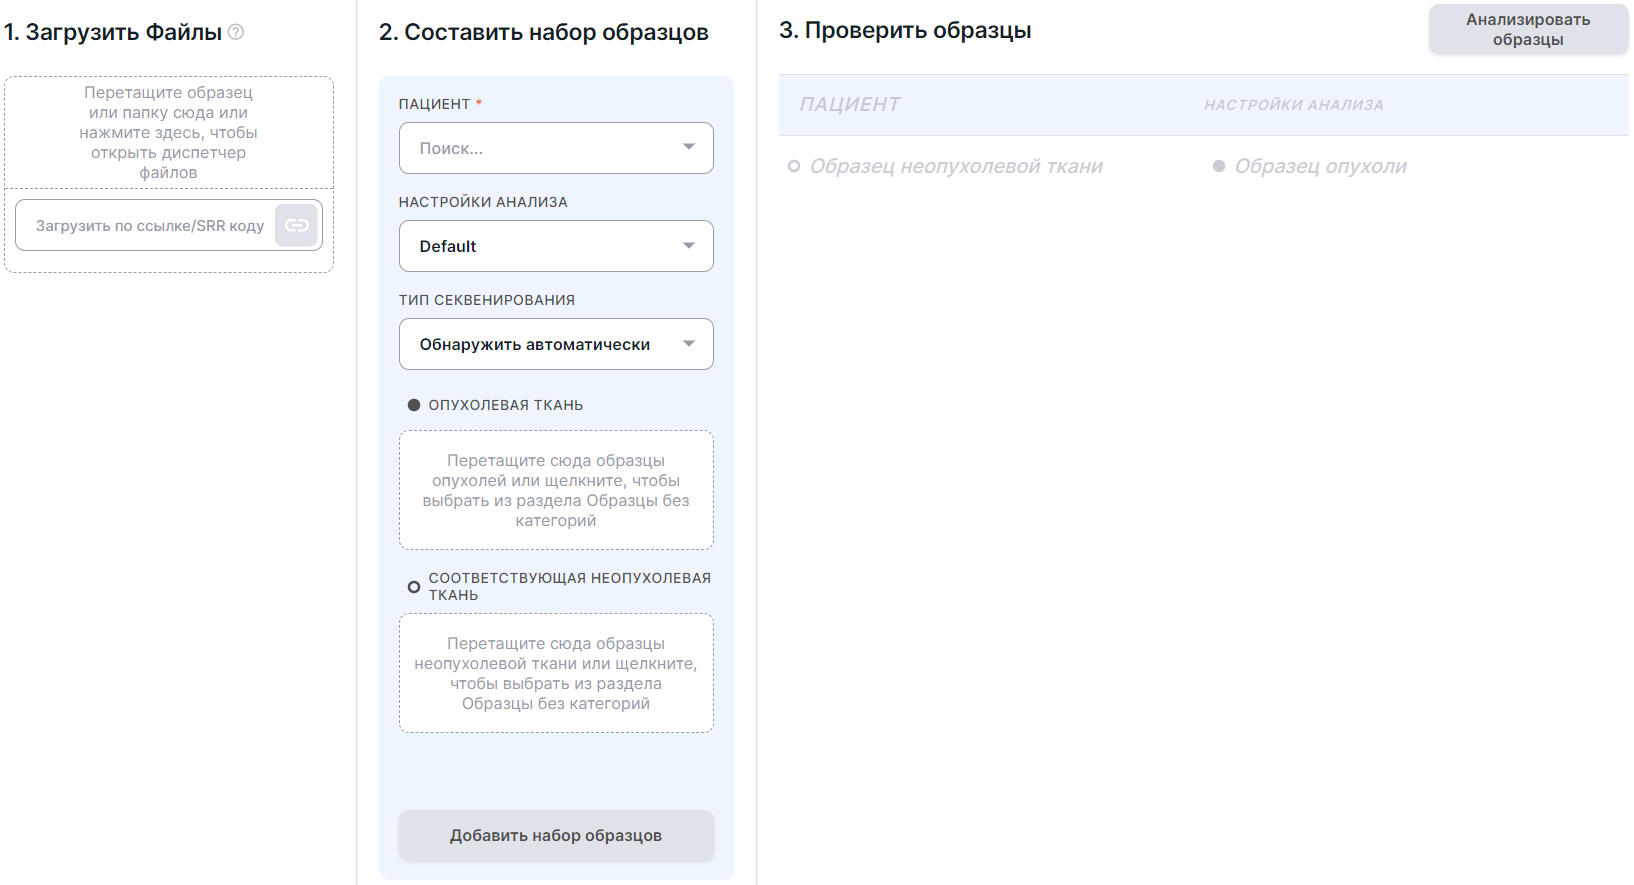 1. Загрузить Файлы ?
Перетащите образец
или папку сюда или
нажмите здесь, чтобы
открыть диспетчер
файлов
Загрузить по ссылке/SRR коду
2. Составить набор образцов
ПАЦИЕНТ *
Поиск...
НАСТРОЙКИ АНАЛИЗА
Default
ТИП СЕКВЕНИРОВАНИЯ
Обнаружить автоматически
ОПУХОЛЕВАЯ ТКАНЬ
Перетащите сюда образцы
опухолей или щелкните, чтобы
выбрать из раздела Образцы без
категорий
СООТВЕТСТВУЮЩАЯ НЕОПУХОЛЕВАЯ
ТКАНЬ
Перетащите сюда образцы
неопухолевой ткани или щелкните,
чтобы выбрать из раздела
Образцы без категорий
Добавить набор образцов
3. Проверить образцы
Анализировать
образцы
ПАЦИЕНТ
НАСТРОЙКИ АНАЛИЗА
Образец неопухолевой ткани
Образец опухоли